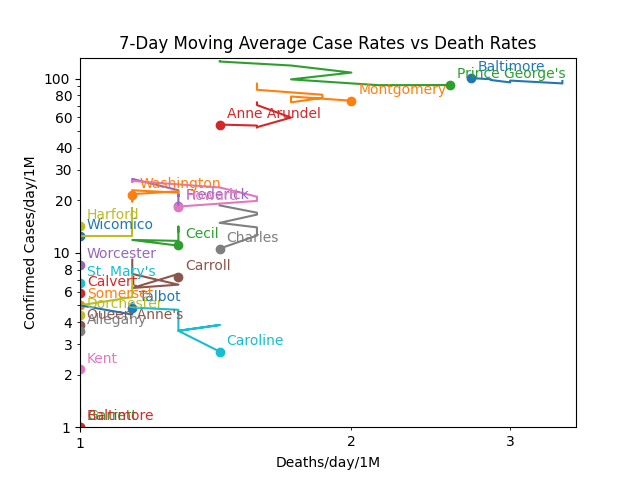 7-Day Moving Average Case Rates vs Death Rates
Confirmed Cases/day/1M
100
80
60
40
30
20
10
8
6
4
3
2
1
Baltimore
Prince George's
Montgomery
Anne Arundel
Washington
Frederick
Howard
Harford
Wicomico
Cecil
Charles
Worcester
Carroll
St. Mary's
Calvert
Somerset
Talbot
Dorchester
Queen Anne's
Allegany
Caroline
Kent
Baltimore
1
2
3
Deaths/day/1M